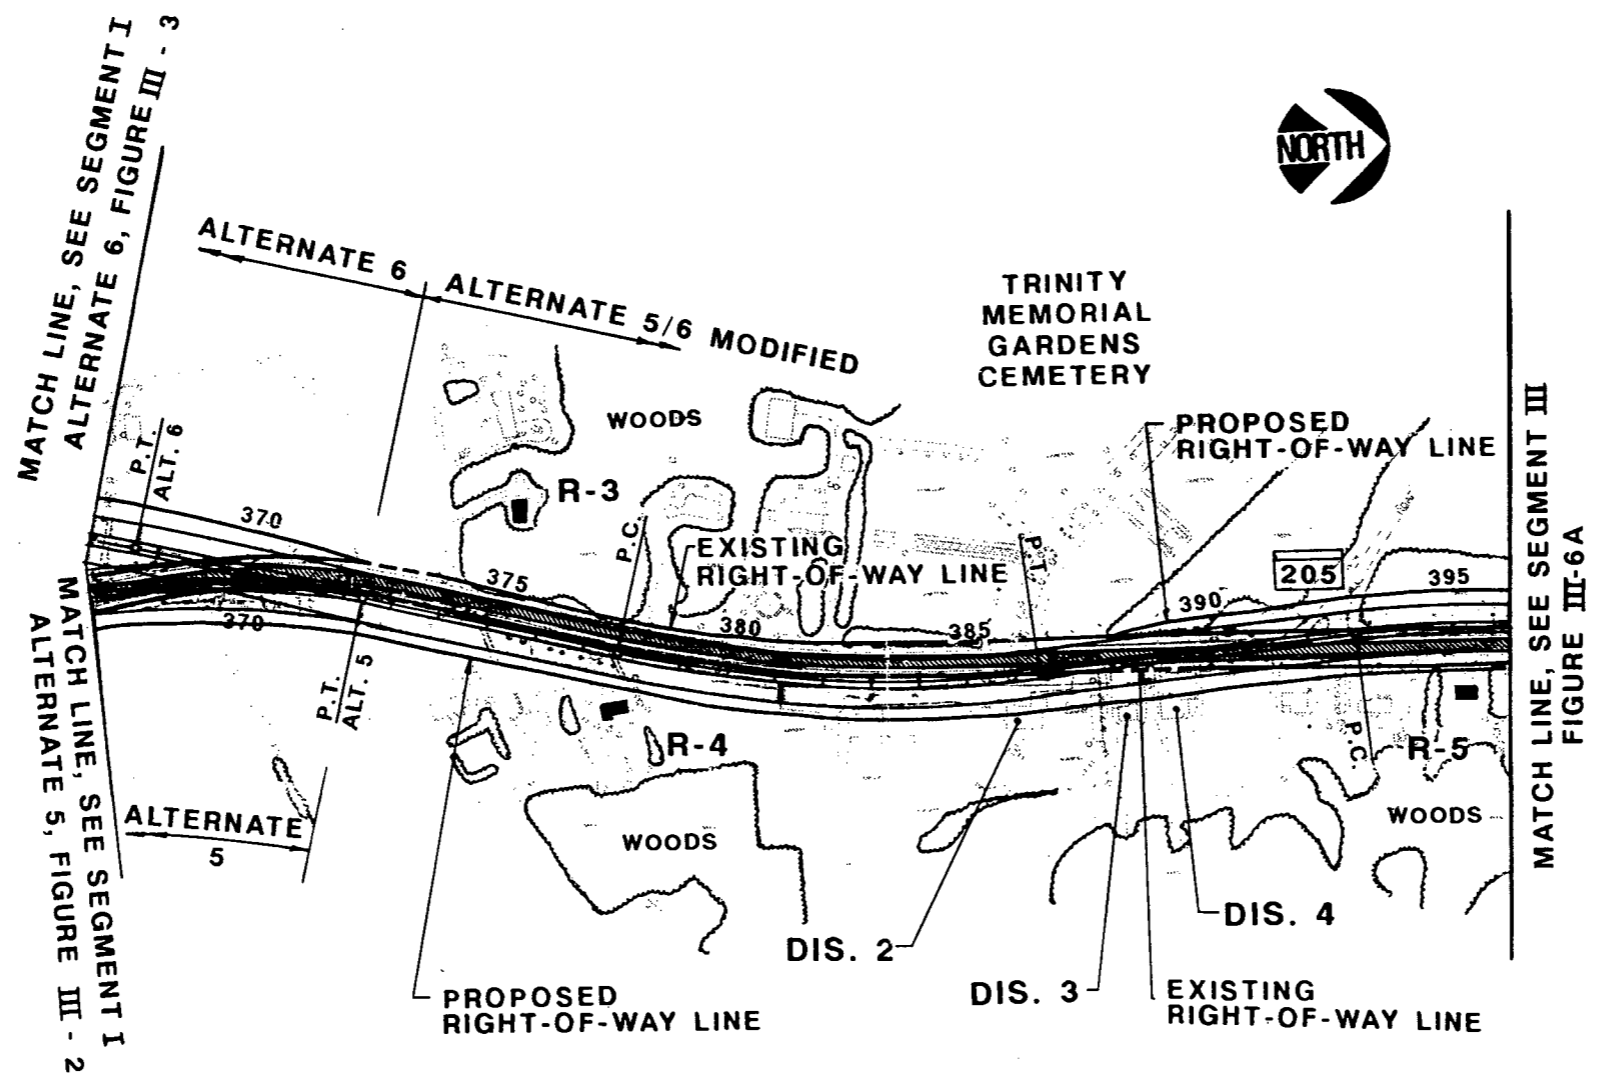 MATCH LINE, SEE SEGMENT I
ALTERNATE 6, FIGURE III - 3
NORTH
ALTERNATE 6
ALTERNATE 5/6 MODIFIED
TRINITY
MEMORIAL
GARDENS
CEMETERY
WOODS
PROPOSED
RIGHT-OF-WAY LINE
P.T.
ALT. 6
R-3
370
P.C.
EXISTING
RIGHT-OF-WAY LINE
P.T.
205
375
395
390
370
380
385
MATCH LINE, SEE SEGMENT III
FIGURE III-6A
MATCH LINE, SEE SEGMENT I
ALTERNATE 5, FIGURE III - 2
P.T.
ALT. 5
R-4
P.C.
R-5
ALTERNATE
5
WOODS
WOODS
DIS. 2
DIS. 4
DIS. 3
PROPOSED
RIGHT-OF-WAY LINE
EXISTING
RIGHT-OF-WAY LINE